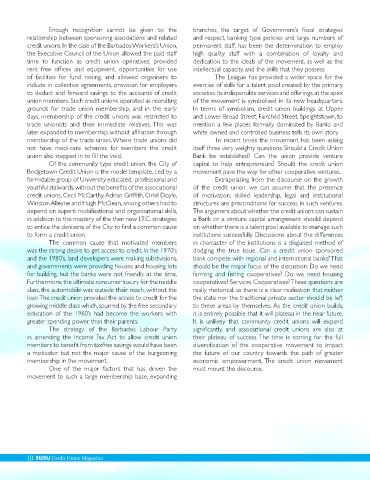 Enough recognition cannot be given to the
relationship between sponsoring associations and related
credit unions. In the case of the Barbados Workers's Union,
the Executive Council of the Union allowed the paid staff
time to function as credit union operatives, provided
rent free offices and equipment, opportunities for use
of facilities for fund raising, and allowed organisers to
include in collective agreements, provision for employers
to deduct and forward savings to the accounts of credit
union members. Such credit unions operated as recruiting
grounds for trade union membership, and in the early
days, membership of the credit unions was restricted to
trade unionists and their immediate relatives. This was
later expanded to membership, without affiliation through
membership of the trade union. Where trade unions did
not have medi-care schemes for members the credit
union also stepped in to fill the void.
Of the community type credit union, the City of
Bridgetown Credit Union is the model template. Led by a
formidable group of University educated, professional and
youthful stalwards, without the benefits of the associational
credit unions, Cecil McCarthy, Adrian Griffith, Oriel Doyle,
Winston Alleyne and Hugh McClean, among others had to
depend on superb mobilisational and organisational skills,
in addition to the mastery of the then new I.T.C. strategies
to entice the denizens of the City to find a common cause
to form a credit union.
The common cause that motivated members
was the strong desire to get access to credit. In the 1970's
and the 1980's, land developers were making subdivisions,
and governments were providing houses and housing lots
for building, but the banks were not friendly at the time.
Furthermore, the ultimate consumer luxury for the middle
class, the automobile was outside their reach, without the
loan. The credit union provided the access to credit for the
growing middle class which, spurred by the free secondary
education of the 1960's had become the workers with
greater spending power than their parents.
The strategy of the Barbados Labour Party
in amending the Income Tax Act to allow credit union
members to benefit from taxfree savings would have been
a motivator but not the major cause of the burgeoning
membership in the movement.
One of the major factors that has driven the
movement to such a large membership base, expanding
branches, the target of Government's fiscal strategies
and respect, banking type policies and large numbers of
permanent staff, has been the determination to employ
high quality staff with a combination of loyalty and
dedication to the ideals of the movement, as well as the
intellectual capacity and the skills that they possess.
The League has provided a wider space for the
exercise of skills for a talent pool created by the primary
societies. Its indispensible services and offerings, at the apex
of the movement is symbolised in its new headquarters.
In terms of symbolism, credit union buildings at Upper
and Lower Broad Street, Fairchild Street, Speightstown, to
mention a few places formally dominated by Banks and
white owned and controlled business tells its own story.
In recent times the movement has been asking
itself three very weighty questions. Should a Credit Union
Bank be established? Can the union provide venture
capital to help entrepreneurs? Should the credit union
movement pave the way for other cooperative ventures.
Extrapolating from the discourse on the growth
of the credit union, we can assume that the presence
of motivation, skilled leadership, legal and institutional
structures are preconditions for success in such ventures.
The argument about whether the credit unions can sustain
a Bank or a venture capital arrangement should depend
on whether there is a talent pool available to manage such
institutions successfully. Discussions about the differences
in chercacter of the institutions is a disguised method of
dodging the true issue. Can a credit union sponsored
bank compete with regional and international banks? That
should be the major focus of the discussion. Do we need
farming and fishing cooperatives? Do we need housing
cooperatives? Services Cooperatives? These questions are
really rhetorical, as there is a clear realisation that neither
the state nor the traditional private sector should be left
to these areas by themselves. As the credit union builds,
it is entirely possible that it will plateau in the near future.
It is unlikely that community credit unions will expand
significantly, and associational credit unions are also at
their plateau of success. The time is coming for the full
diversification of the cooperative movement to impact
the future of our country towards the path of greater
economic empowerment. The credit union movement
must mount the discourse.
10 SUSU Credit Union Magazine